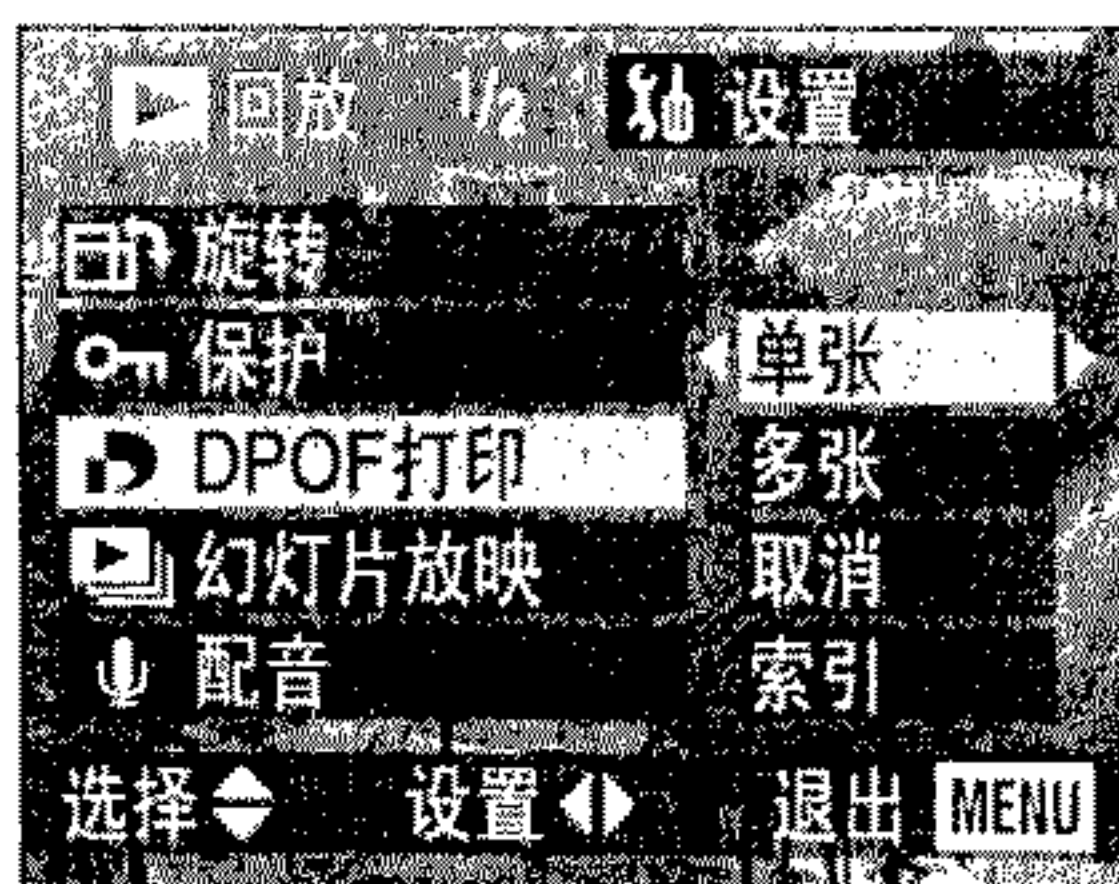 回放 1/2 设置
旋转
保护 单张
DPOF打印 多张
幻灯片放映 取消
配音 索引
选择 设置 退出 MENU